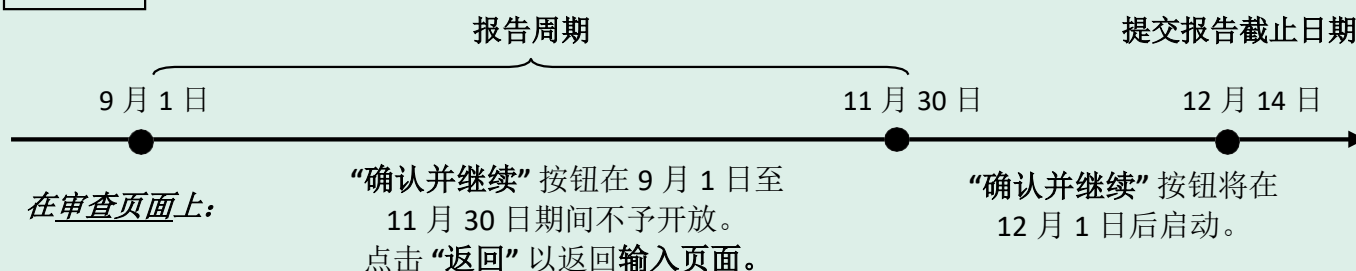 报告周期
提交报告截止日期
9 月 1 日
11 月 30 日
12 月 14 日
在审查页面上：
“确认并继续” 按钮在 9 月 1 日至
11 月 30 日期间不予开放。
点击 “返回” 以返回输入页面。
“确认并继续” 按钮将在
12 月 1 日后启动。